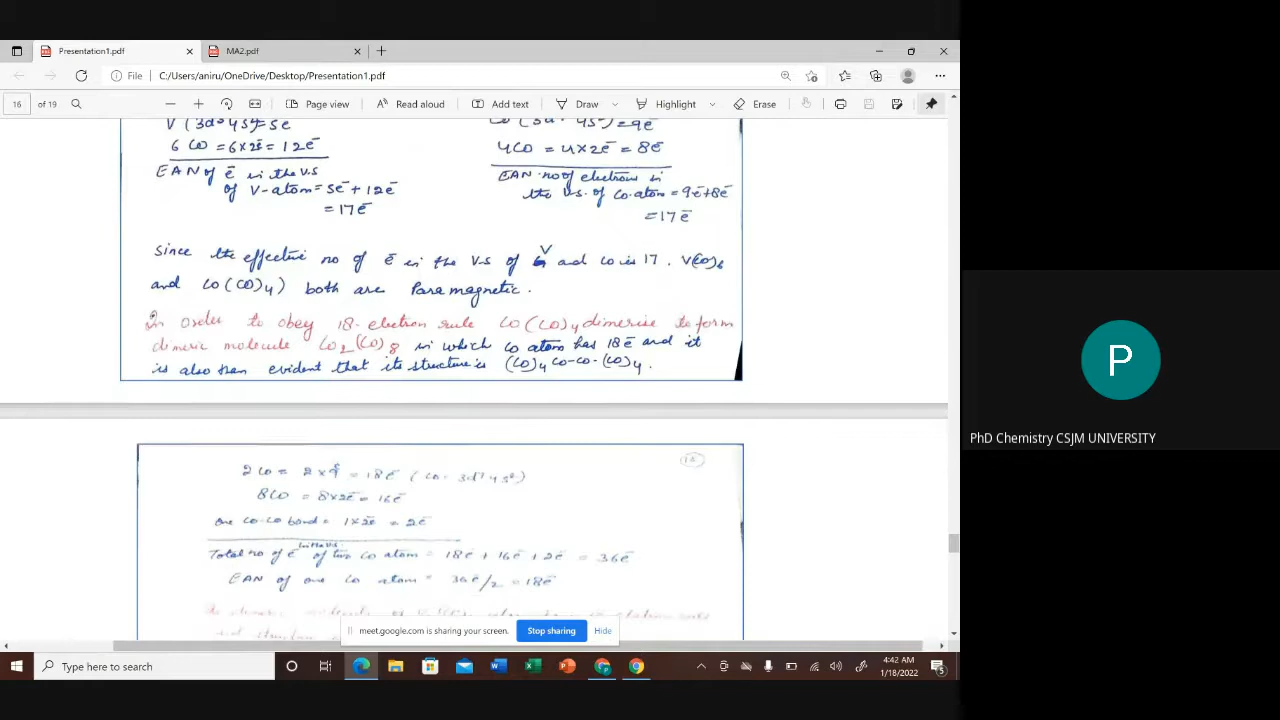 Presentation1.pdf
MA2.pdf
File
C:/Users/aniru/OneDrive/Desktop/Presentation1.pdf
16 of 19
Page view
Read aloud
Add text
Draw
Highlight
Erase
6 CO = 6×2ē = 12ē
EAN of ē in the V.S
of V-atom = 5ē + 12ē
= 17ē
4CO = 4×2ē = 8ē
EAN no of electrons in
the V.S. of Co atom = 9ē+8ē
= 17ē
Since the effective no of ē in the V.S of V and Co is 17. V(CO)6
and Co(CO)4) both are Paramagnetic.
In order to obey 18-electron rule Co(CO)4 dimerise to form
dimeric molecule Co2(CO)8 in which Co atom has 18ē and it
is also then evident that its structure is (CO)4 Co-Co-(CO)4.
2Co = 2×9 = 18ē (Co = 3d7 4s2)
8CO = 8×2ē = 16ē
one Co-Co bond = 1×2ē = 2ē
Total no of ē in the V.S. of two Co atom = 18ē + 16ē + 2ē = 36ē
EAN of one Co atom = 36ē/2 = 18ē
meet.google.com is sharing your screen.
Stop sharing
Hide
P
PhD Chemistry CSJM UNIVERSITY
Type here to search
4:42 AM
1/18/2022